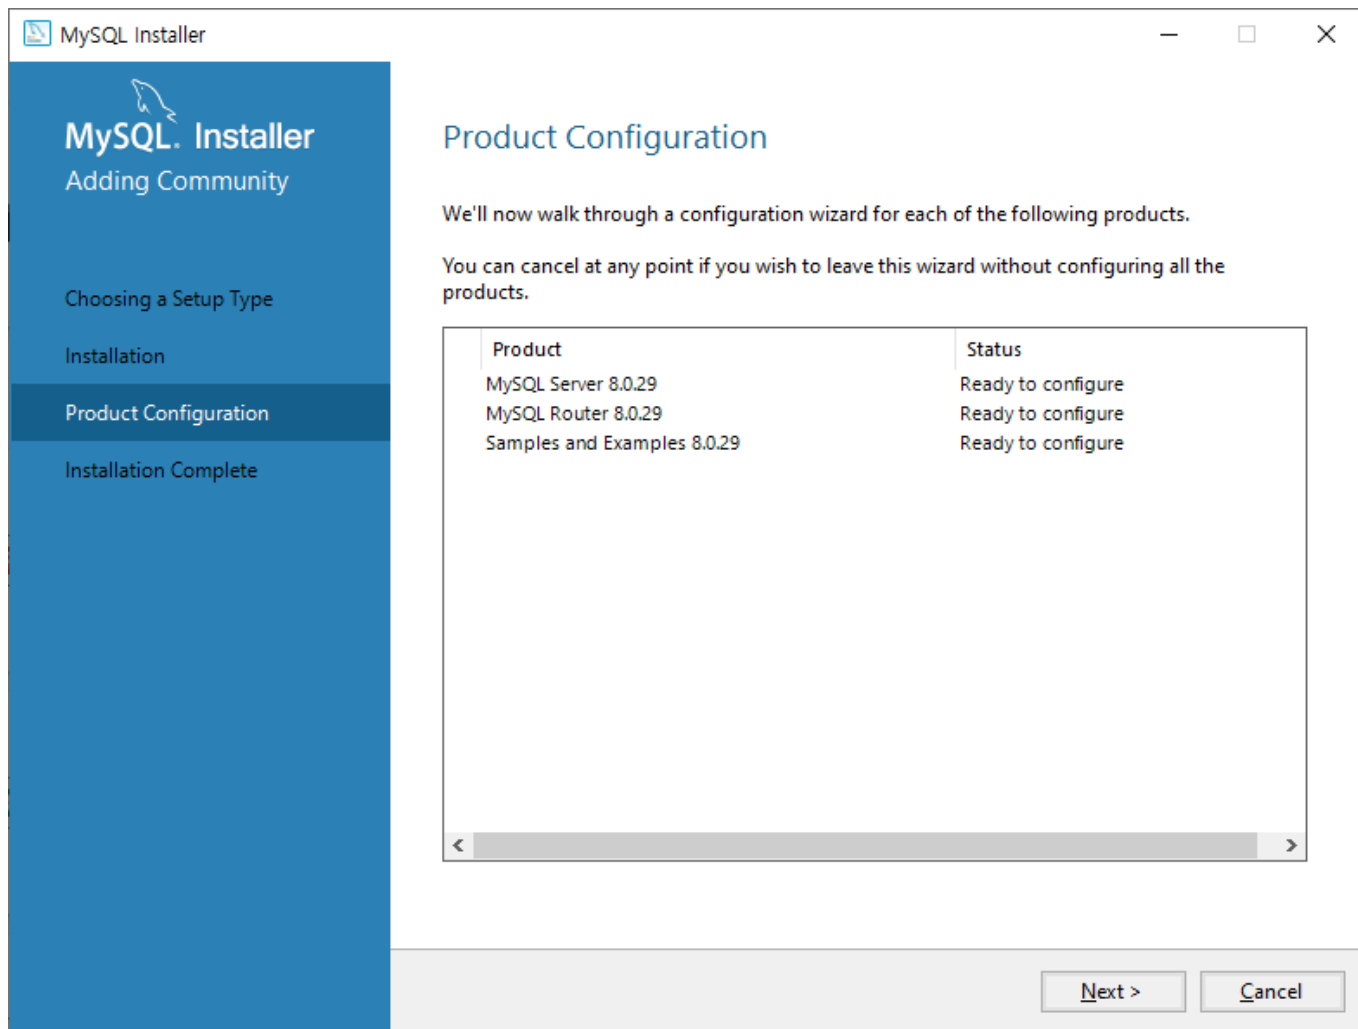 MySQL Installer
MySQL. Installer
Adding Community
Choosing a Setup Type
Installation
Product Configuration
Installation Complete
Product Configuration
We'll now walk through a configuration wizard for each of the following products.
You can cancel at any point if you wish to leave this wizard without configuring all the
products.
Product Status
MySQL Server 8.0.29 Ready to configure
MySQL Router 8.0.29 Ready to configure
Samples and Examples 8.0.29 Ready to configure
Next > Cancel